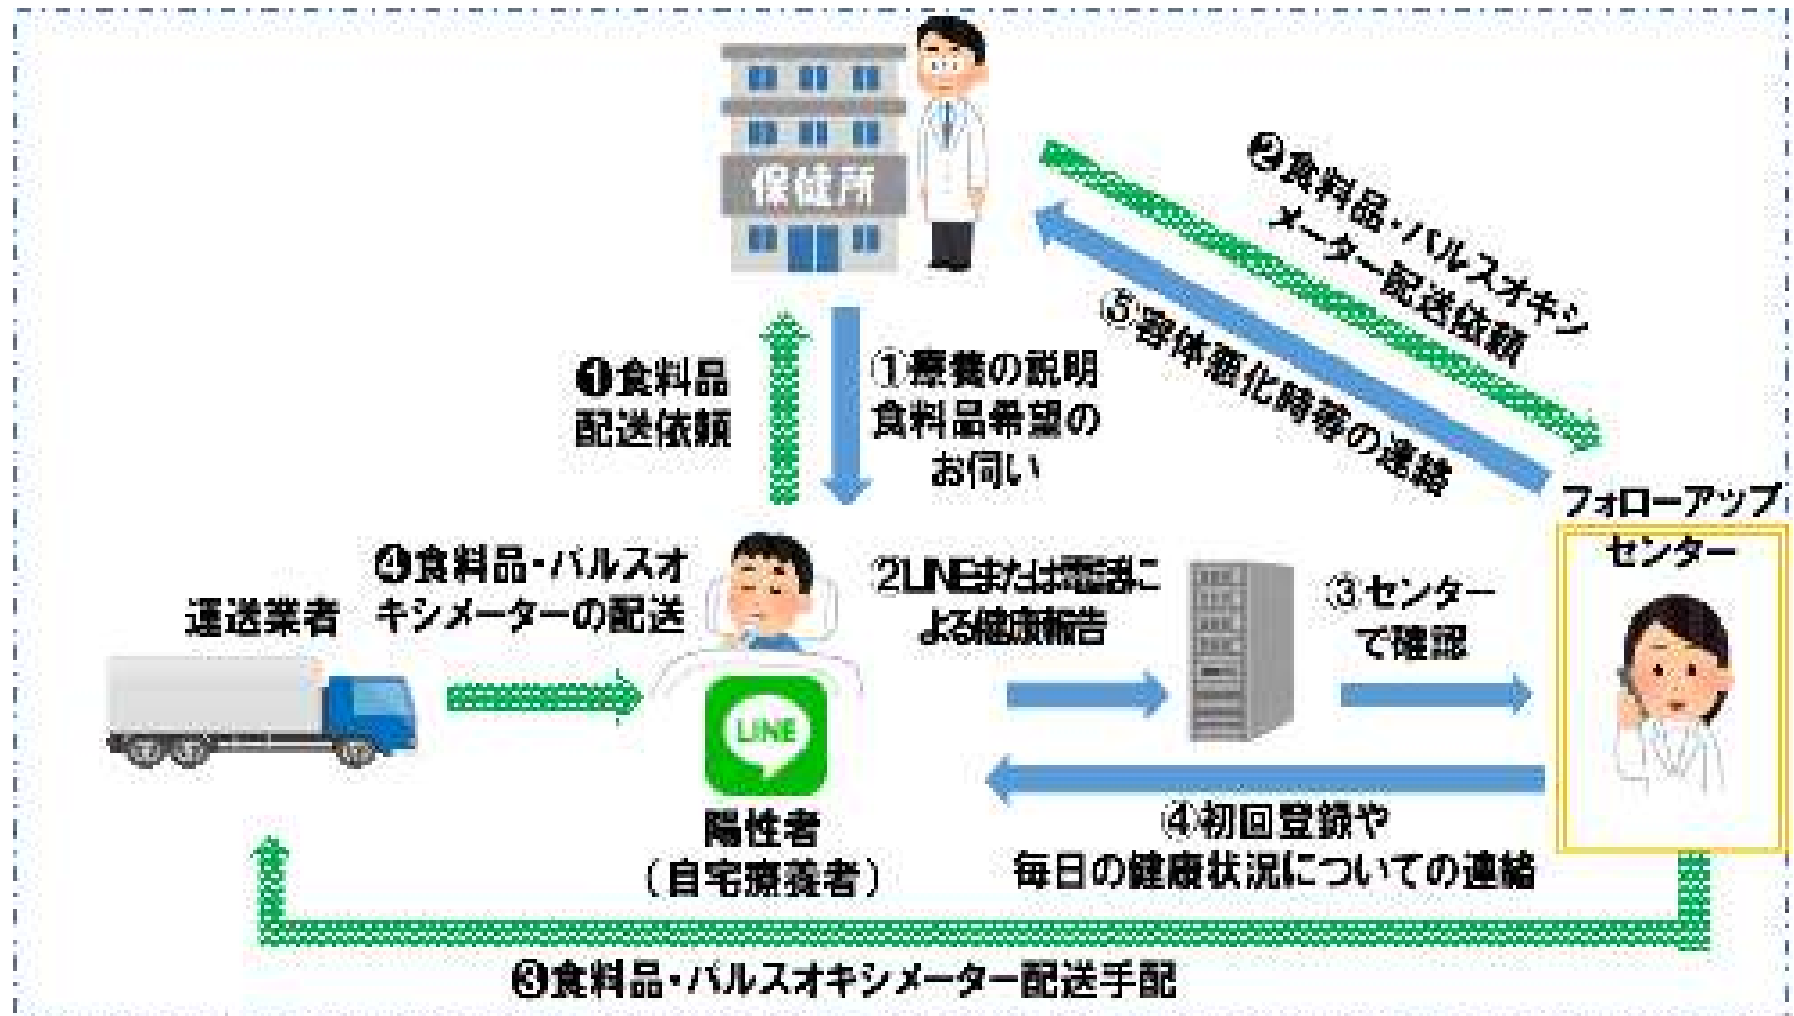 保健所
❷食料品・パルスオキシ
メーター配送依頼
⑤容体悪化時等の連絡
❶食料品
配送依頼
①療養の説明
食料品希望の
お伺い
フォローアップ
センター
❹食料品・パルスオ
キシメーターの配送
運送業者
②LINEまたは電話に
よる健康報告
③センター
で確認
LINE
陽性者
（自宅療養者）
④初回登録や
毎日の健康状況についての連絡
❸食料品・パルスオキシメーター配送手配